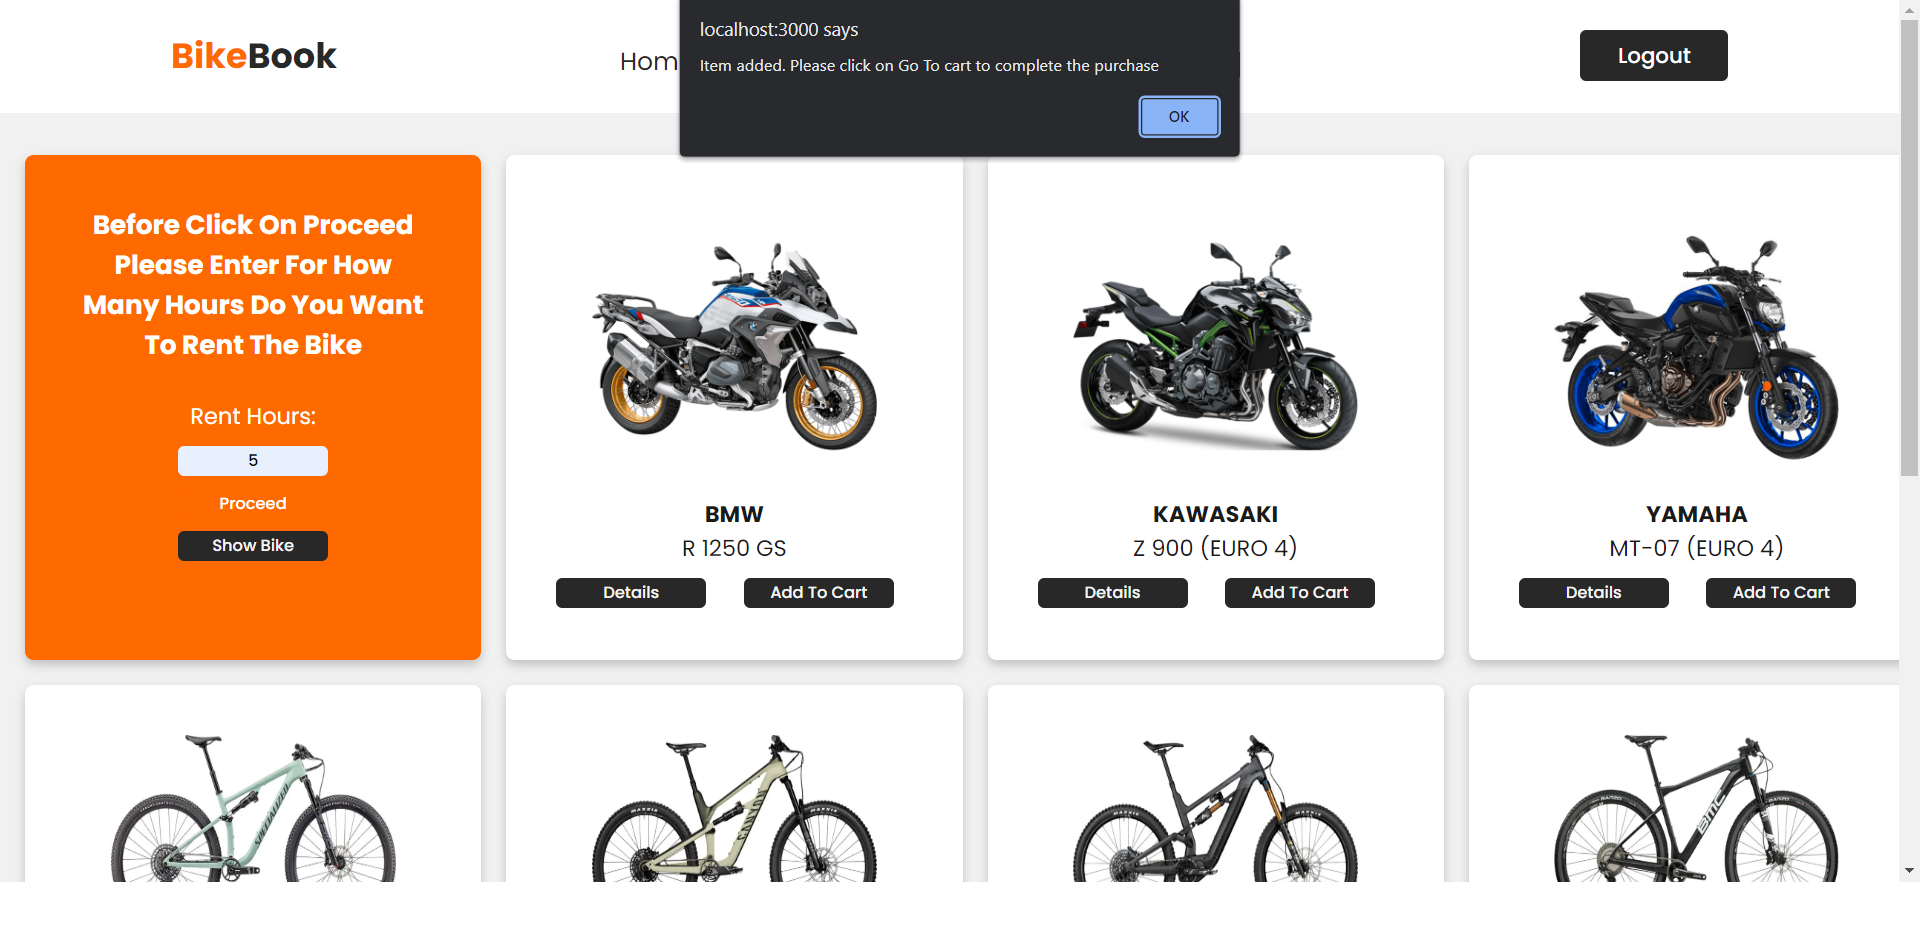 localhost:3000 says
Item added. Please click on Go To cart to complete the purchase
OK
BikeBook
Hom
Logout
Before Click On Proceed
Please Enter For How
Many Hours Do You Want
To Rent The Bike
Rent Hours:
5
Proceed
Show Bike
BMW
R 1250 GS
Details
Add To Cart
KAWASAKI
Z 900 (EURO 4)
Details
Add To Cart
YAMAHA
MT-07 (EURO 4)
Details
Add To Cart
SPECIALIZED
CANYON
BMC